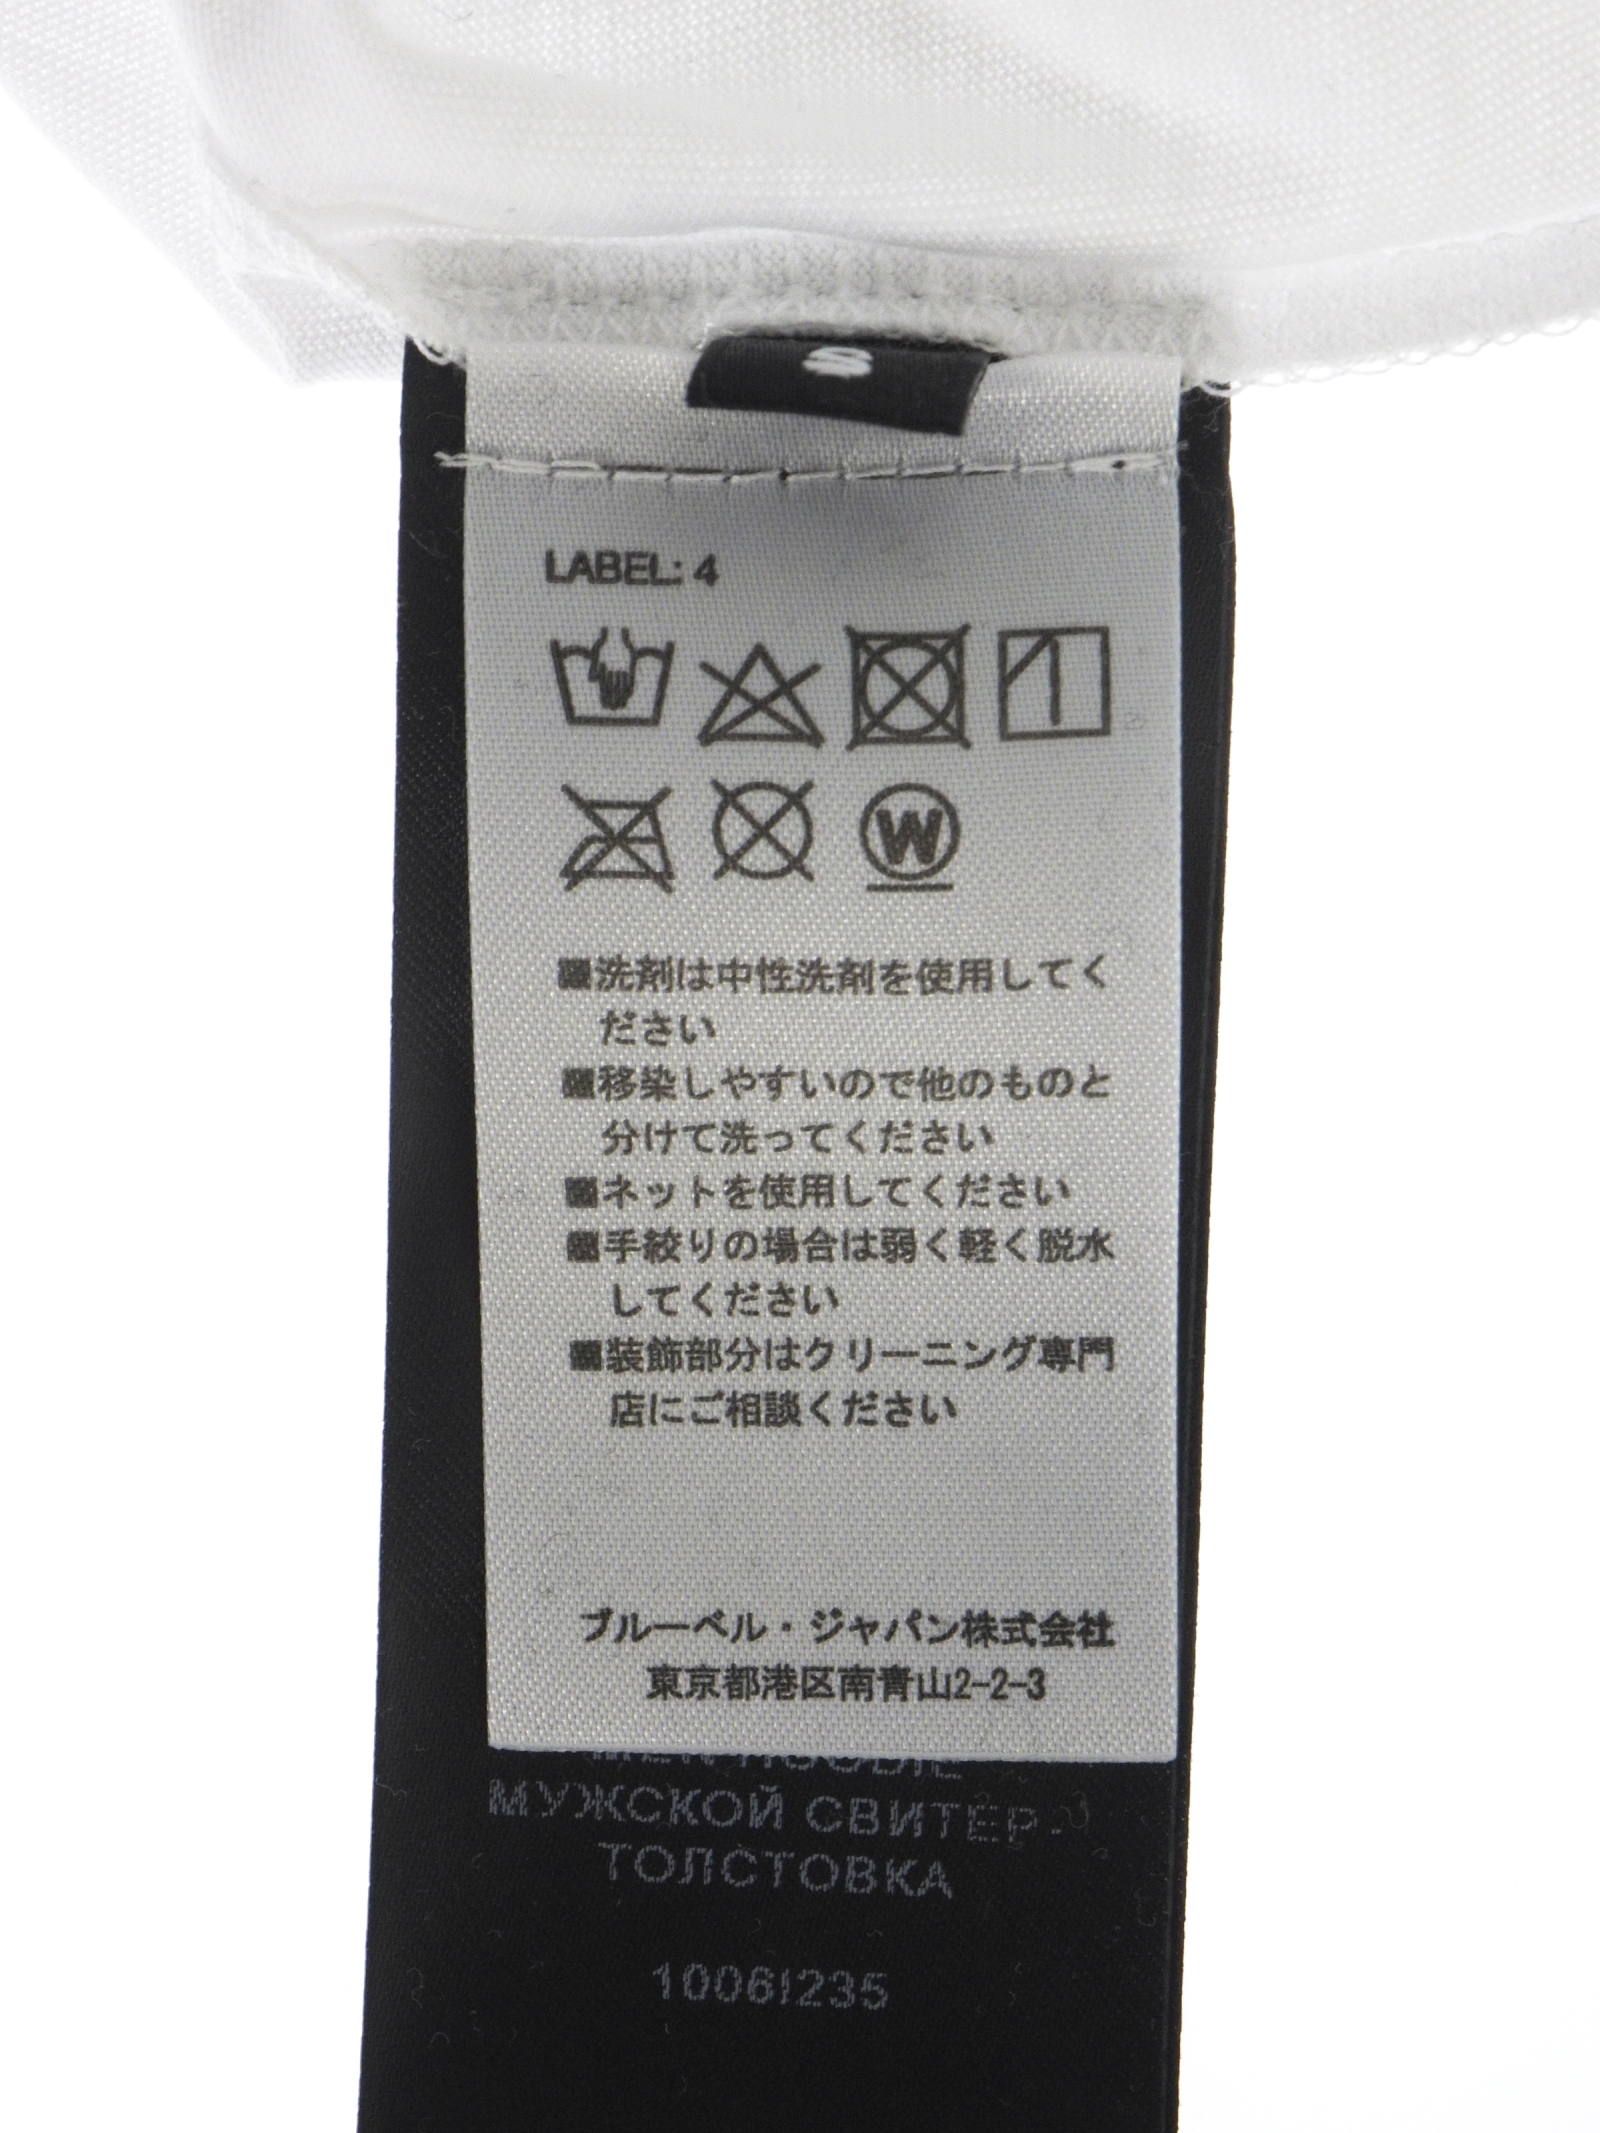 S
LABEL: 4
W
■洗剤は中性洗剤を使用してく
ださい
■移染しやすいので他のものと
分けて洗ってください
■ネットを使用してください
■手絞りの場合は弱く軽く脱水
してください
■装飾部分はクリーニング専門
店にご相談ください
ブルーベル・ジャパン株式会社
東京都港区南青山2-2-3
MEN HOODIE
МУЖСКОЙ СВИТЕР-
ТОЛСТОВКА
1006I235